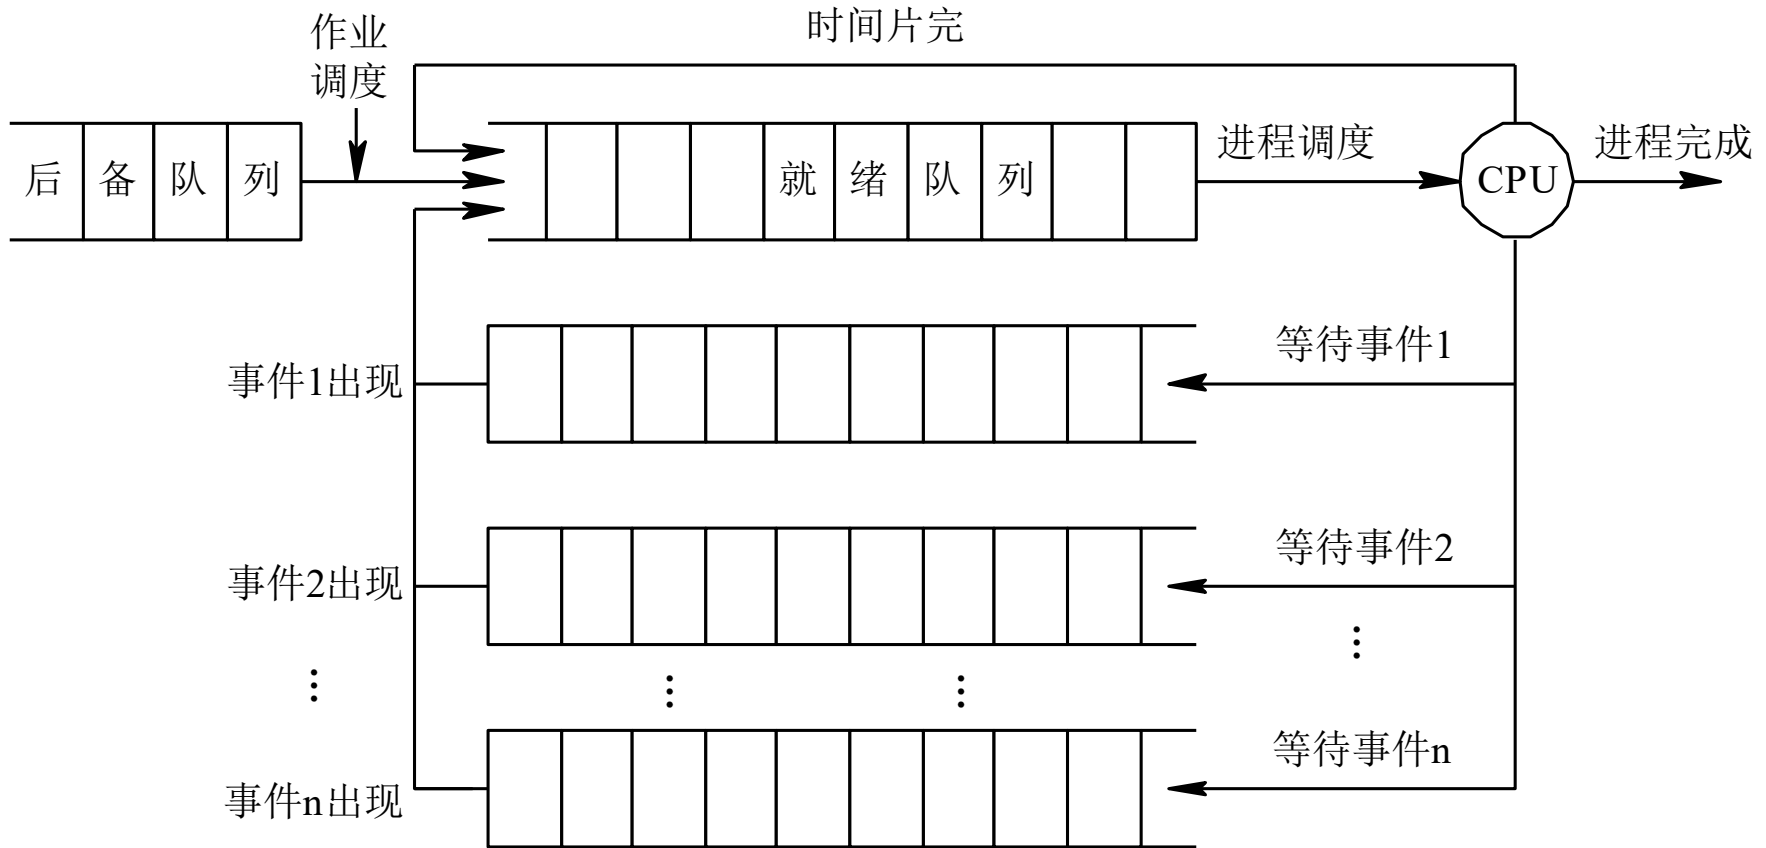 时间片完
作业
调度
后备队列
就绪队列
进程调度
CPU
进程完成
等待事件1
事件1出现
等待事件2
事件2出现
等待事件n
事件n出现